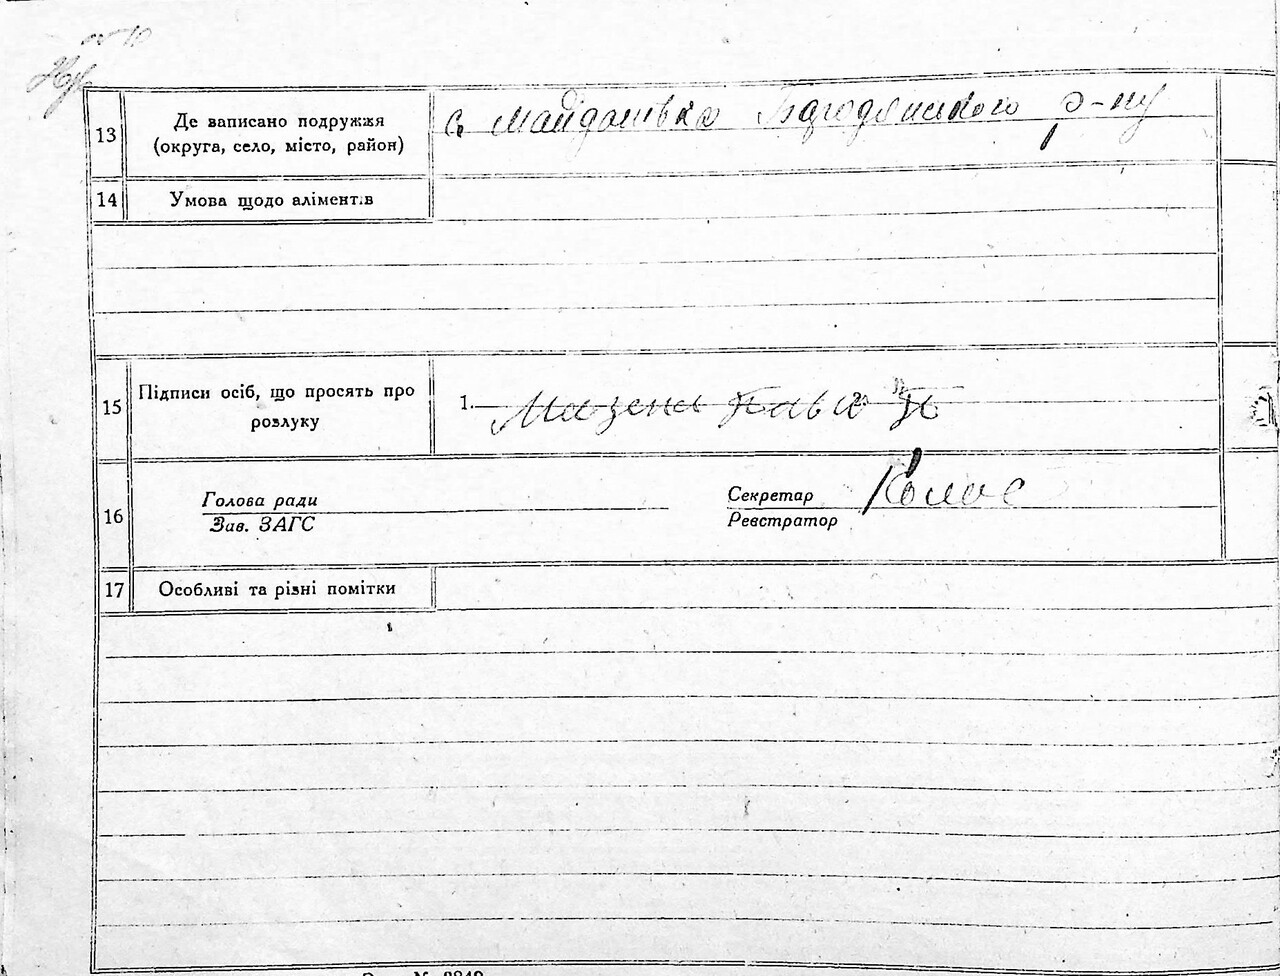 13
Де записано подружжя
(округа, село, місто, район)
с. Майданівка Бородянського р-ну
14
Умова щодо аліментів
15
Підписи осіб, що просять про
розлуку
1.
16
Голова ради
Зав. ЗАГС
Секретар
Реєстратор
17
Особливі та різні помітки